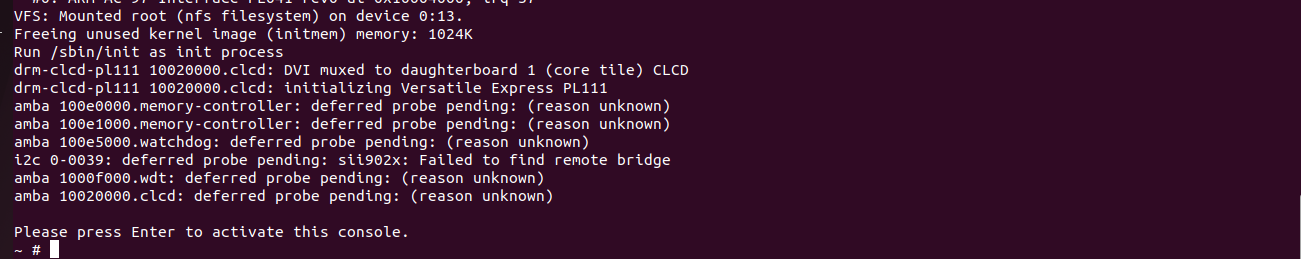 VFS: Mounted root (nfs filesystem) on device 0:13.
Freeing unused kernel image (initmem) memory: 1024K
Run /sbin/init as init process
drm-clcd-pl111 10020000.clcd: DVI muxed to daughterboard 1 (core tile) CLCD
drm-clcd-pl111 10020000.clcd: initializing Versatile Express PL111
amba 100e0000.memory-controller: deferred probe pending: (reason unknown)
amba 100e1000.memory-controller: deferred probe pending: (reason unknown)
amba 100e5000.watchdog: deferred probe pending: (reason unknown)
i2c 0-0039: deferred probe pending: sii902x: Failed to find remote bridge
amba 1000f000.wdt: deferred probe pending: (reason unknown)
amba 10020000.clcd: deferred probe pending: (reason unknown)
Please press Enter to activate this console.
~ #